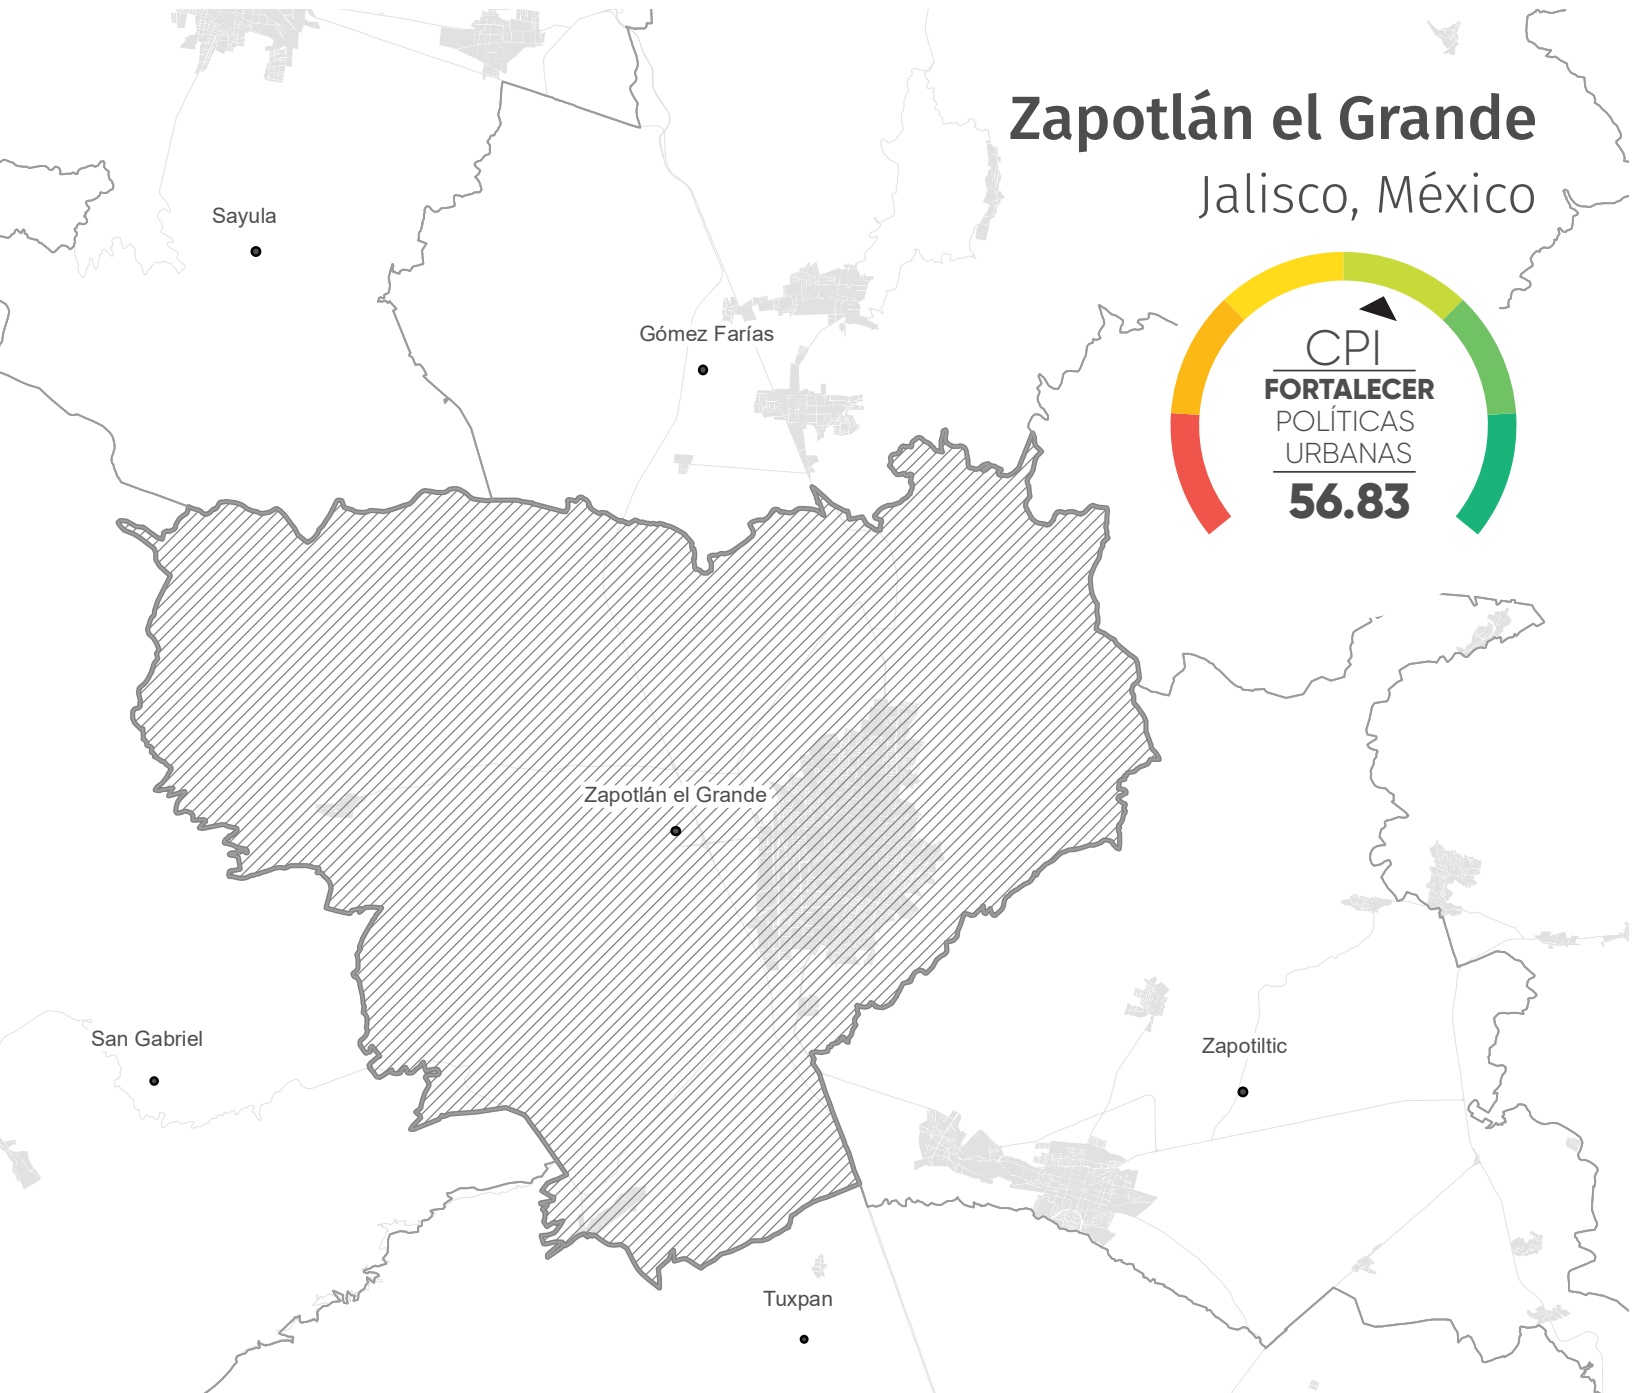 Zapotlán el Grande
Jalisco, México
Sayula
Gómez Farías
CPI
FORTALECER
POLÍTICAS
URBANAS
56.83
Zapotlán el Grande
San Gabriel
Zapotiltic
Tuxpan